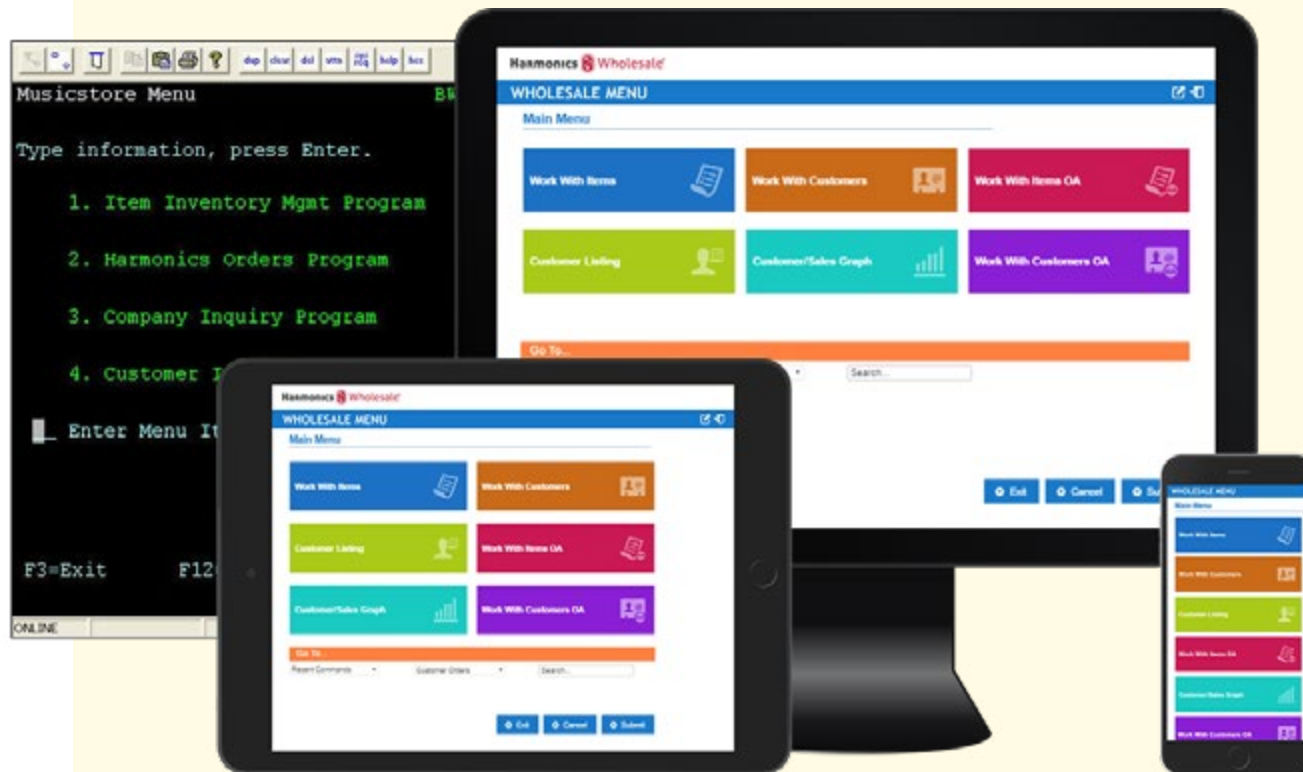 dup clear del attn sys req help hex
Musicstore Menu
Type information, press Enter.
1. Item Inventory Mgmt Program
2. Harmonics Orders Program
3. Company Inquiry Program
4. Customer
Enter Menu
F3=Exit F12
ONLINE
Harmonics Wholesale
WHOLESALE MENU
Main Menu
Work With Items
Work With Customers
Work With Items OA
Customer Listing
Customer/Sales Graph
Work With Customers OA
Go To...
Search...
Exit Cancel
Harmonics Wholesale
WHOLESALE MENU
Main Menu
Work With Items
Work With Customers
Customer Listing
Work With Items OA
Customer/Sales Graph
Work With Customers OA
Go To...
Recent Commands Customer Orders Search...
Exit Cancel Submit
WHOLESALE MENU
Main Menu
Work With Items
Work With Customers
Customer Listing
Work With Items OA
Customer/Sales Graph
Work With Customers OA